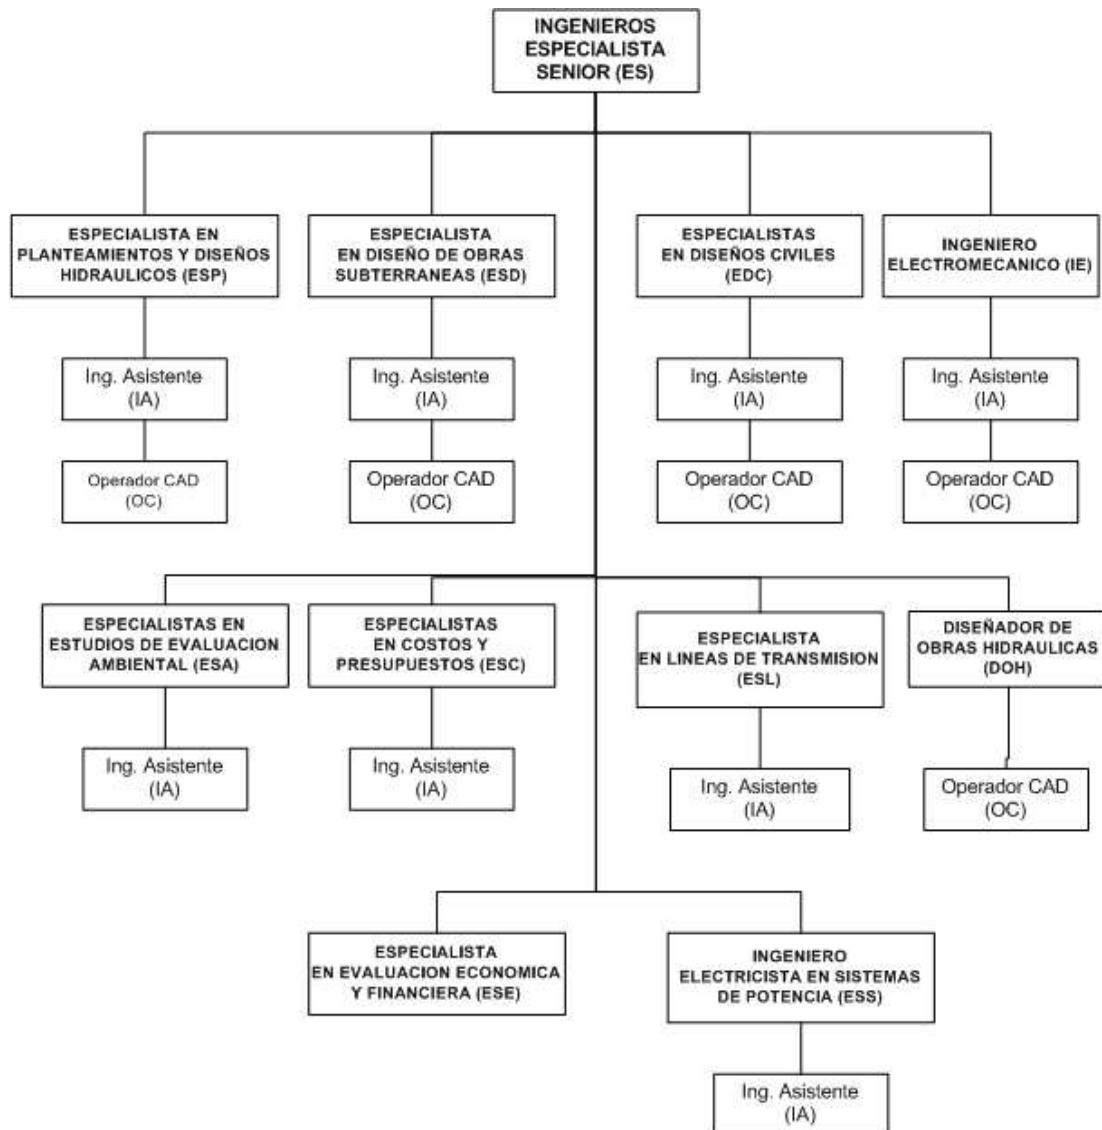 INGENIEROS
ESPECIALISTA
SENIOR (ES)
ESPECIALISTA EN
PLANTEAMIENTOS Y DISEÑOS
HIDRAULICOS (ESP)
ESPECIALISTA
EN DISEÑO DE OBRAS
SUBTERRANEAS (ESD)
ESPECIALISTAS
EN DISEÑOS CIVILES
(EDC)
INGENIERO
ELECTROMECANICO (IE)
Ing. Asistente
(IA)
Ing. Asistente
(IA)
Ing. Asistente
(IA)
Ing. Asistente
(IA)
Operador CAD
(OC)
Operador CAD
(OC)
Operador CAD
(OC)
Operador CAD
(OC)
ESPECIALISTAS EN
ESTUDIOS DE EVALUACION
AMBIENTAL (ESA)
ESPECIALISTAS
EN COSTOS Y
PRESUPUESTOS (ESC)
ESPECIALISTA
EN LINEAS DE TRANSMISION
(ESL)
DISEÑADOR DE
OBRAS HIDRAULICAS
(DOH)
Ing. Asistente
(IA)
Ing. Asistente
(IA)
Ing. Asistente
(IA)
Operador CAD
(OC)
ESPECIALISTA
EN EVALUACION ECONOMICA
Y FINANCIERA (ESE)
INGENIERO
ELECTRICISTA EN SISTEMAS
DE POTENCIA (ESS)
Ing. Asistente
(IA)